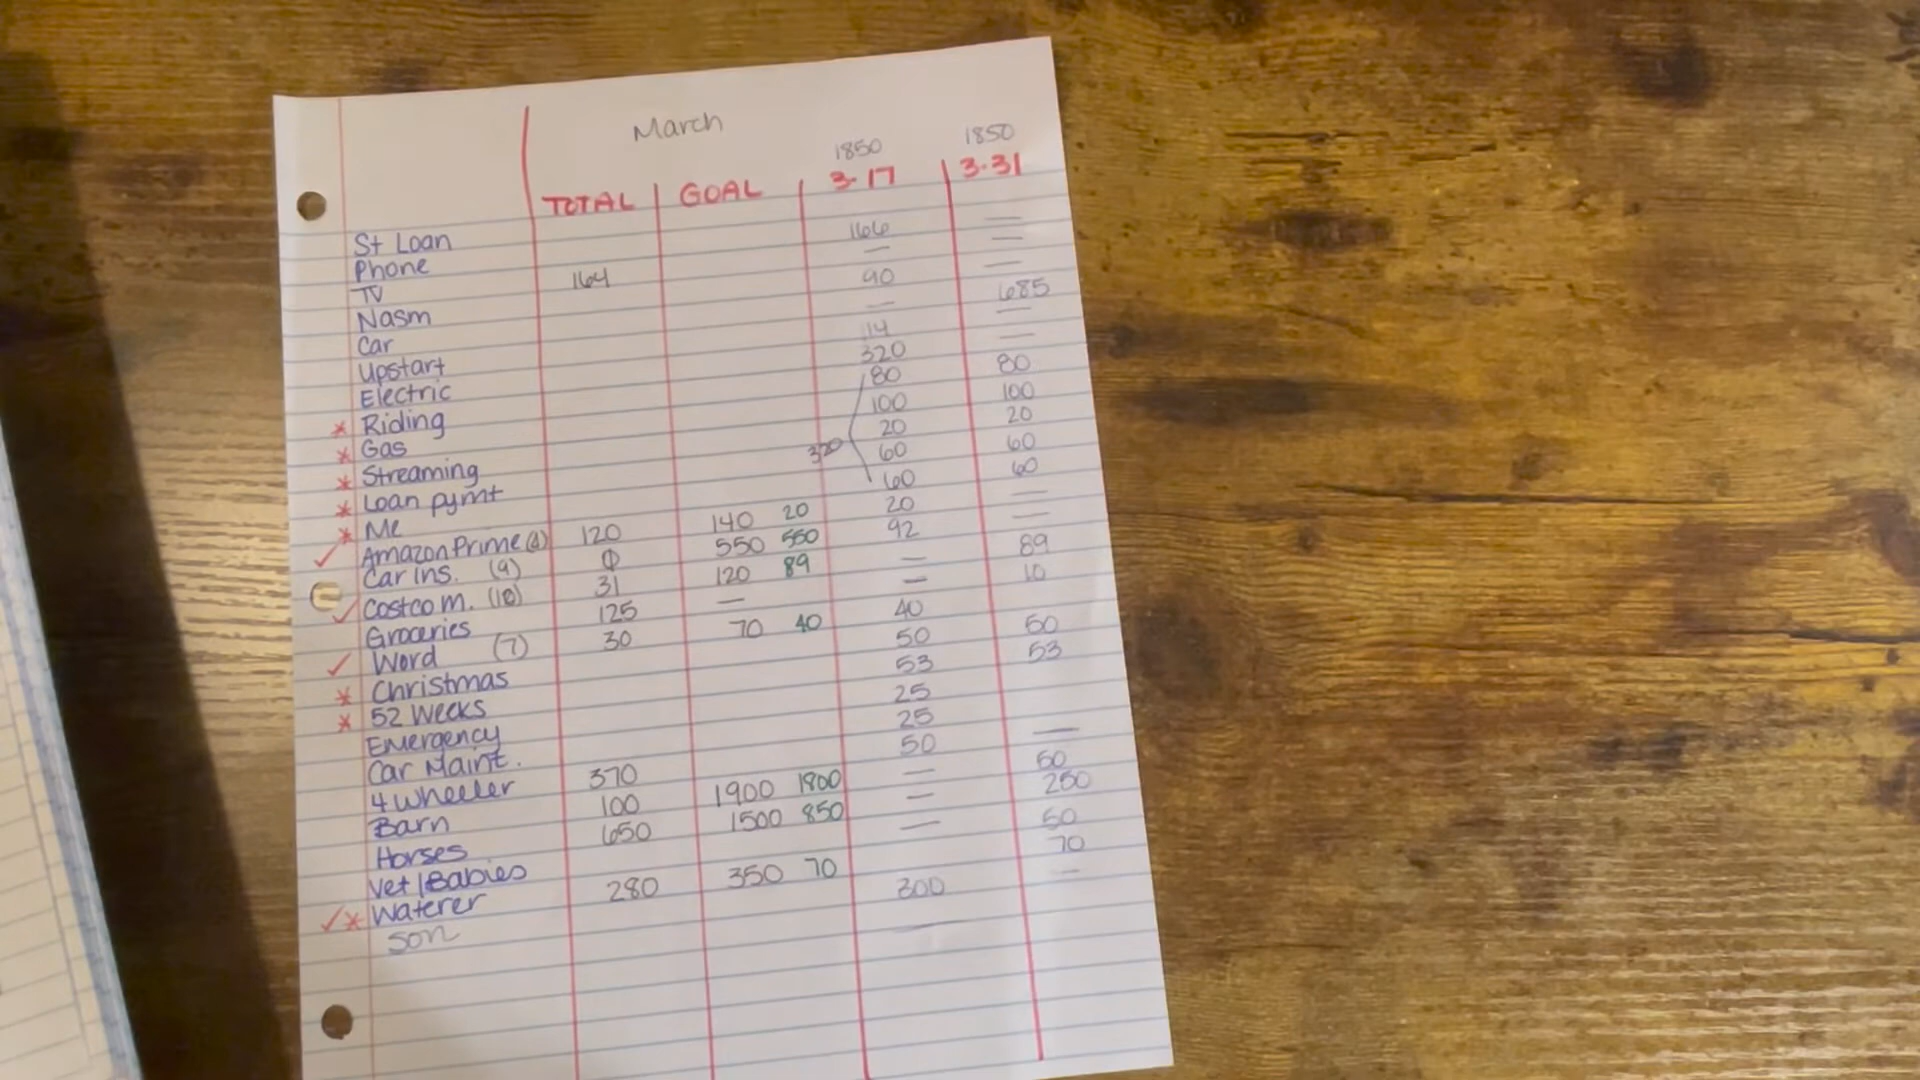 March
1850 1850
TOTAL GOAL 3-17 3-31
St Loan
Phone 166 —
TV 164 — —
Nasm 90 —
Car — 685
Upstart 14 —
Electric 320 —
* Riding 80 80
* Gas 100 100
* Streaming 20 20
* Loan pymt 320 60 60
* Me 60 60
✓ Amazon Prime 120 140 20 20 —
Car Ins. (9) 0 550 550 92 —
✓ Costco m. (10) 31 120 89 — 89
Groceries 125 — — 10
✓ Word (7) 30 70 40 40
* Christmas 50 50
* 52 Weeks 53 53
Emergency 25
Car Maint. 25
4 wheeler 370 50 —
Barn 100 1900 1800 — 50
Horses 650 1500 850 — 250
Vet/Babies — 50
✓ * Waterer 280 350 70 70
Son 300 —